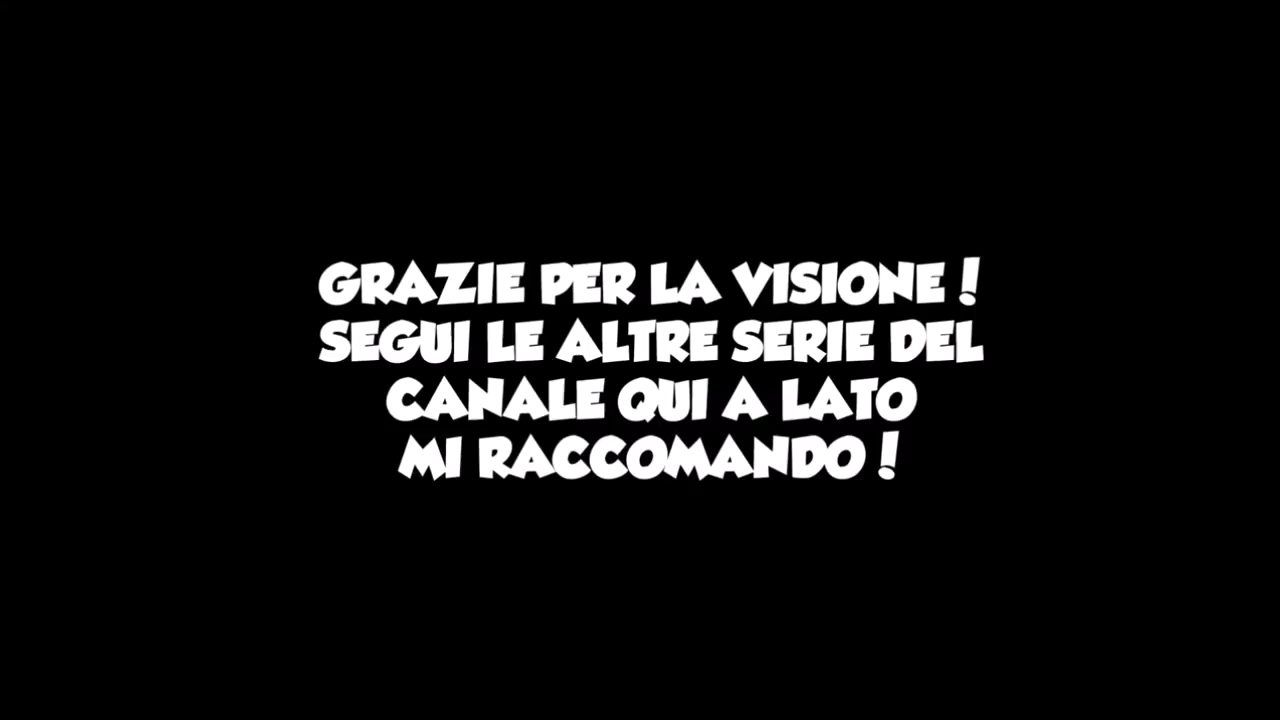 GRAZIE PER LA VISIONE!
SEGUI LE ALTRE SERIE DEL
CANALE QUI A LATO
MI RACCOMANDO!